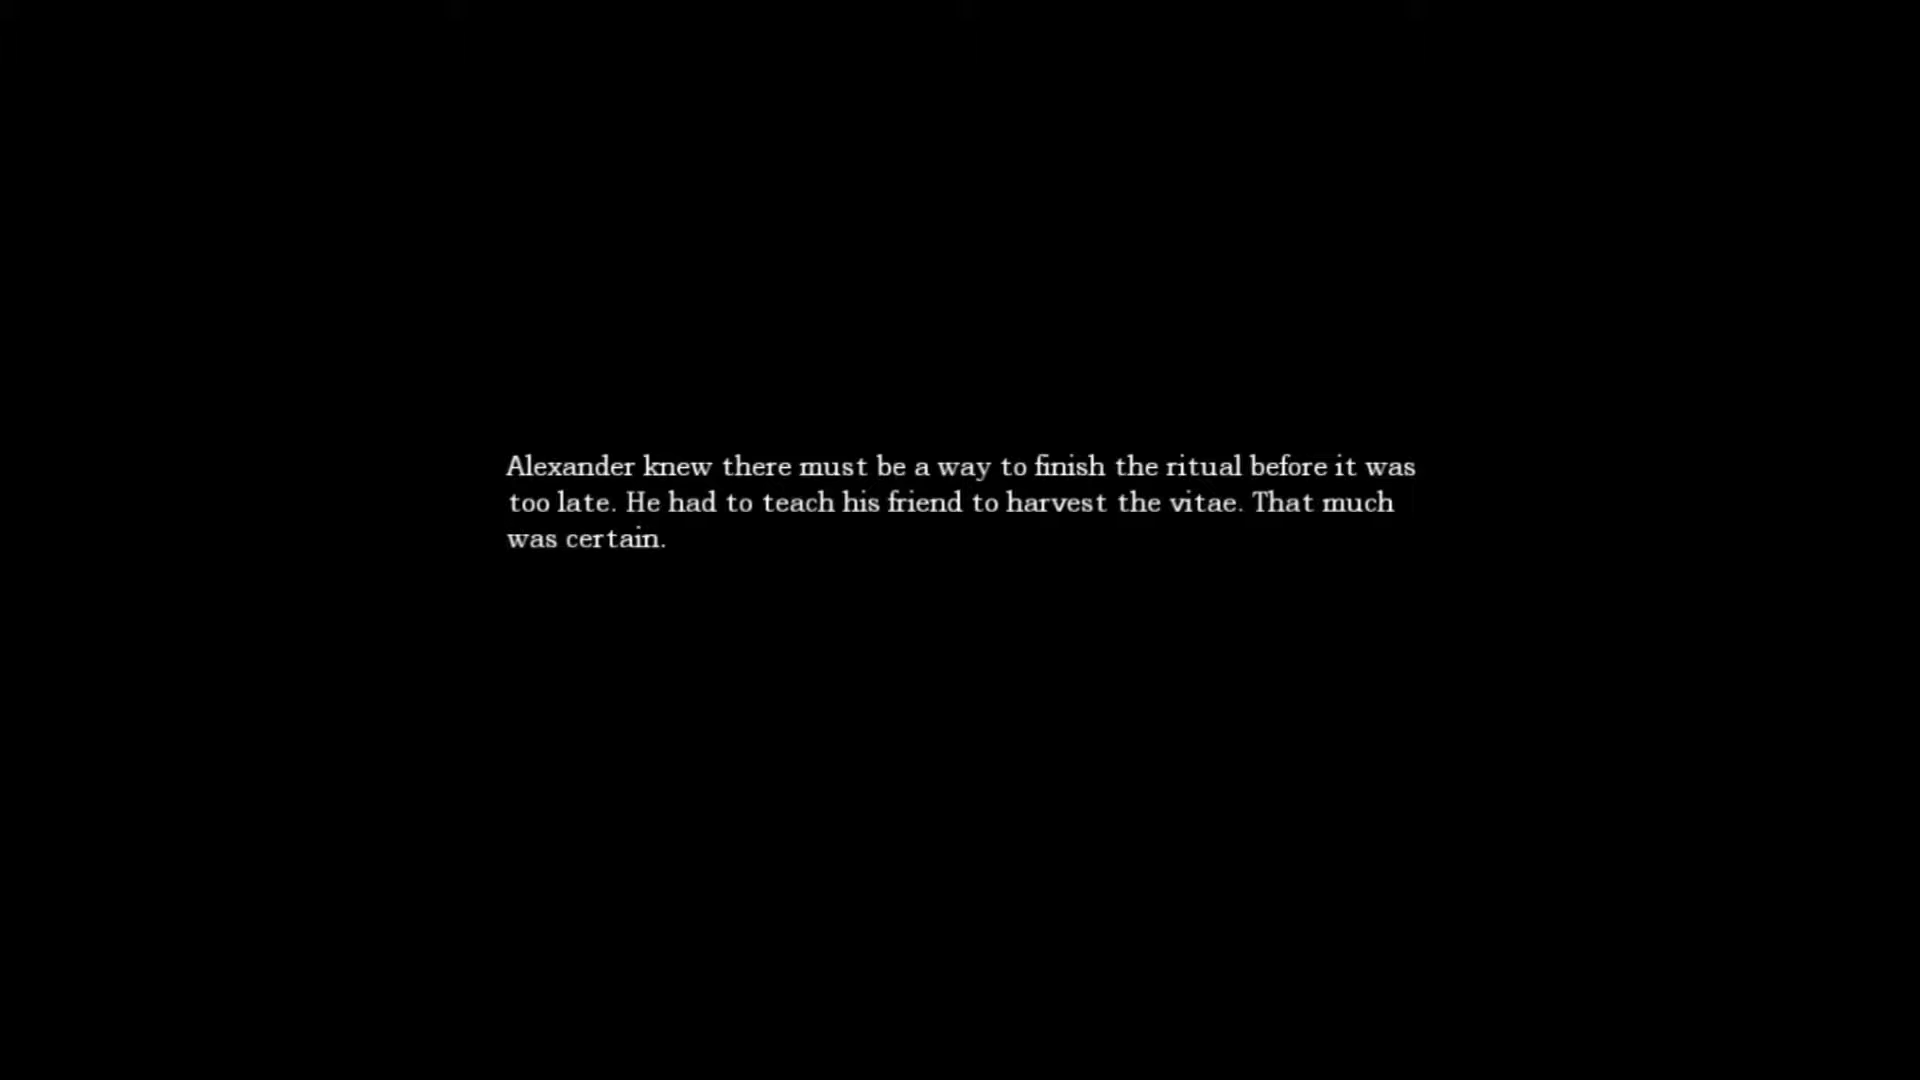 Alexander knew there must be a way to finish the ritual before it was
too late. He had to teach his friend to harvest the vitae. That much
was certain.